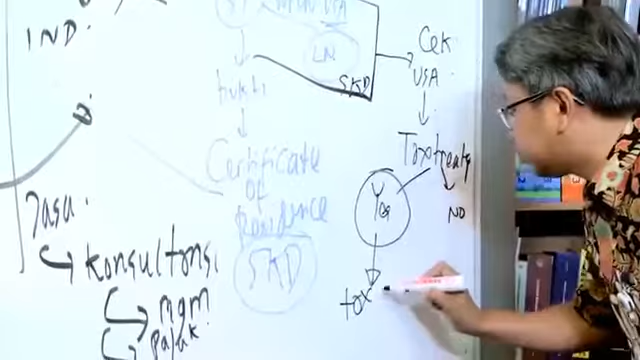 IND.
Jasa.
konsultansi
mgm
pajak.
bukti
Certificate
of
Residence
SKD
USA
LN
SKD
Cek
USA
Tax treaty
Yes
NO
tax